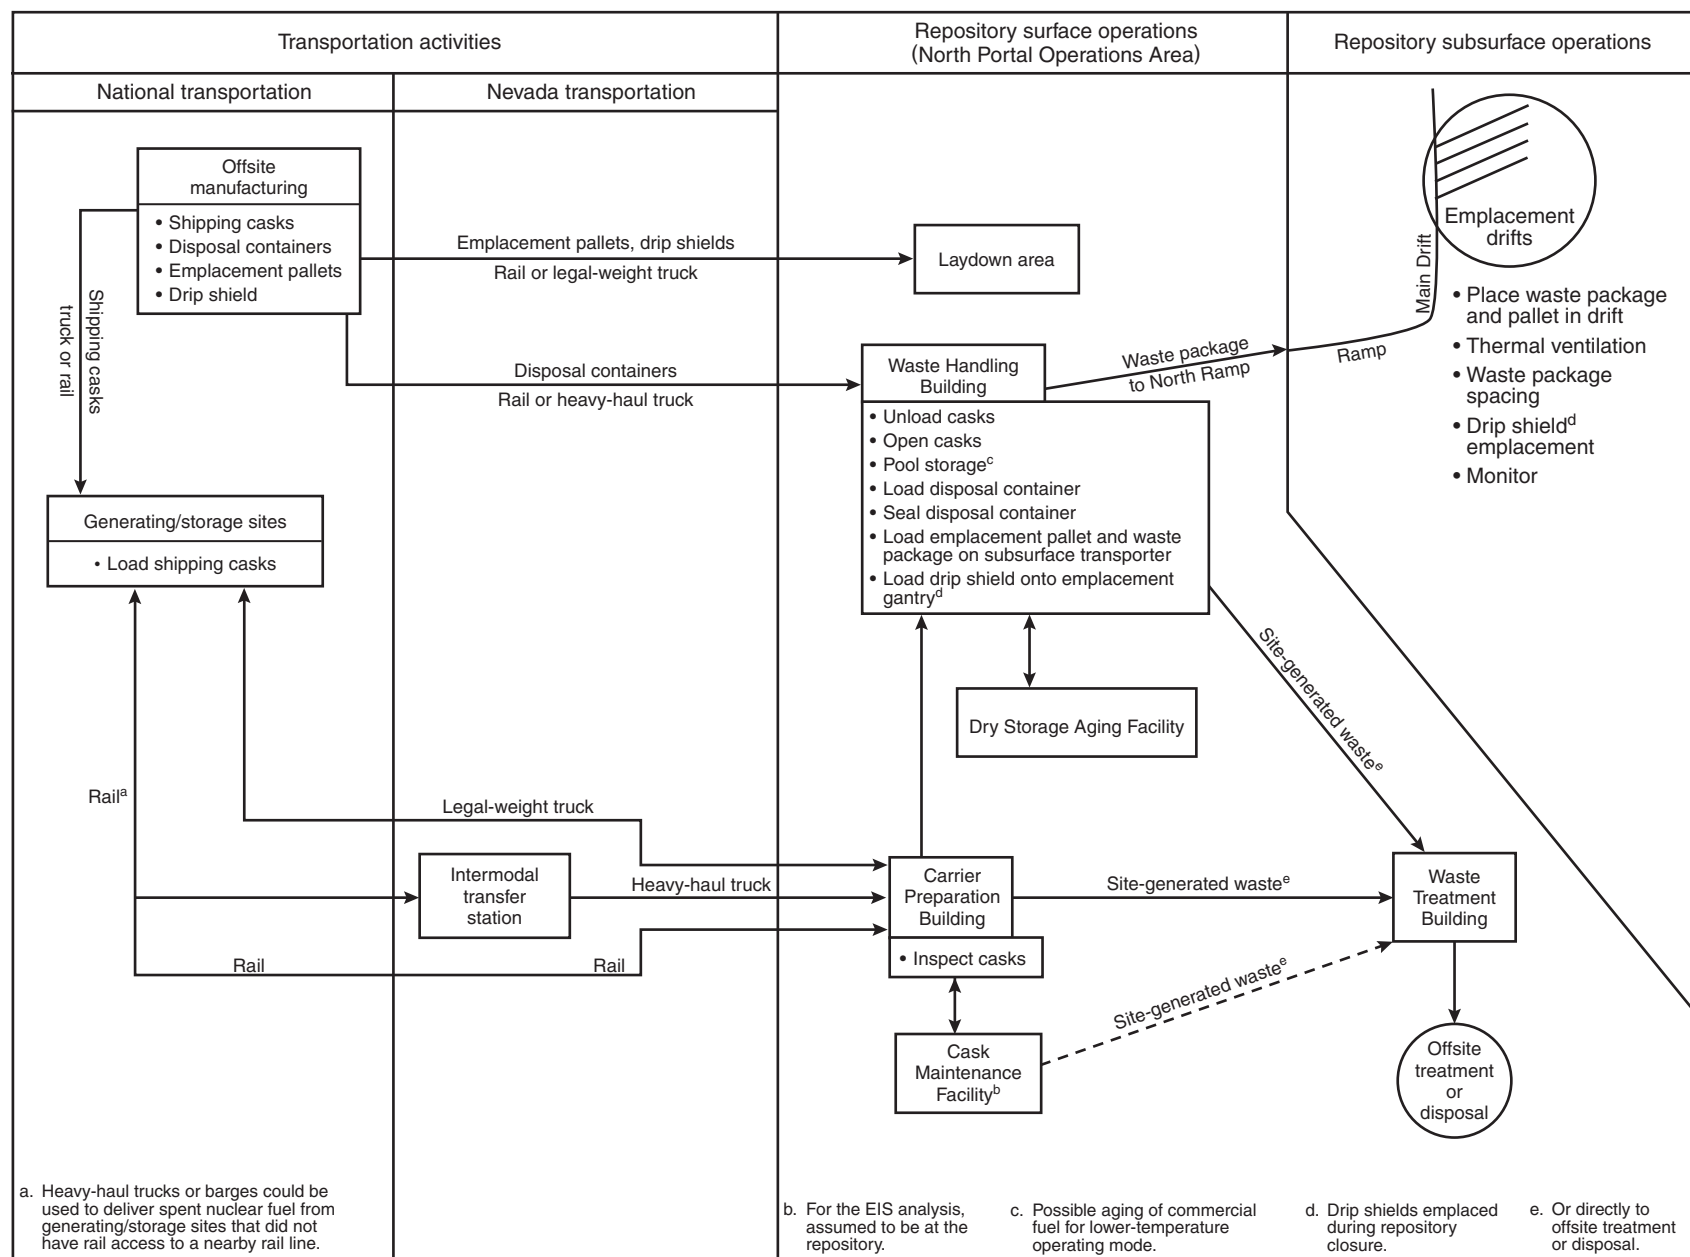 Transportation activities
Repository surface operations
(North Portal Operations Area)
Repository subsurface operations
National transportation
Nevada transportation
Offsite
manufacturing
• Shipping casks
• Disposal containers
• Emplacement pallets
• Drip shield
Shipping casks
truck or rail
Emplacement pallets, drip shields
Rail or legal-weight truck
Laydown area
Disposal containers
Rail or heavy-haul truck
Waste Handling
Building
• Unload casks
• Open casks
• Pool storagec
• Load disposal container
• Seal disposal container
• Load emplacement pallet and waste
package on subsurface transporter
• Load drip shield onto emplacement
gantryd
Waste package
to North Ramp
Ramp
Main Drift
Emplacement
drifts
• Place waste package
and pallet in drift
• Thermal ventilation
• Waste package
spacing
• Drip shieldd
emplacement
• Monitor
Generating/storage sites
• Load shipping casks
Dry Storage Aging Facility
Site-generated wastee
Raila
Legal-weight truck
Intermodal
transfer
station
Heavy-haul truck
Rail
Rail
Carrier
Preparation
Building
• Inspect casks
Site-generated wastee
Waste
Treatment
Building
Site-generated wastee
Cask
Maintenance
Facilityb
Offsite
treatment
or
disposal
a. Heavy-haul trucks or barges could be
used to deliver spent nuclear fuel from
generating/storage sites that did not
have rail access to a nearby rail line.
b. For the EIS analysis,
assumed to be at the
repository.
c. Possible aging of commercial
fuel for lower-temperature
operating mode.
d. Drip shields emplaced
during repository
closure.
e. Or directly to
offsite treatment
or disposal.